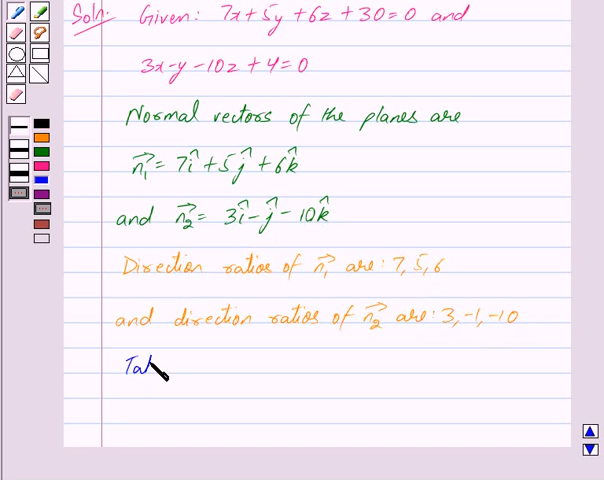 Soln. Given: 7x + 5y + 6z + 30 = 0 and
3x - y - 10z + 4 = 0
Normal vectors of the planes are
n₁⃗ = 7î + 5ĵ + 6k̂
and n₂⃗ = 3î - ĵ - 10k̂
Direction ratios of n₁⃗ are: 7, 5, 6
and direction ratios of n₂⃗ are: 3, -1, -10
Tak